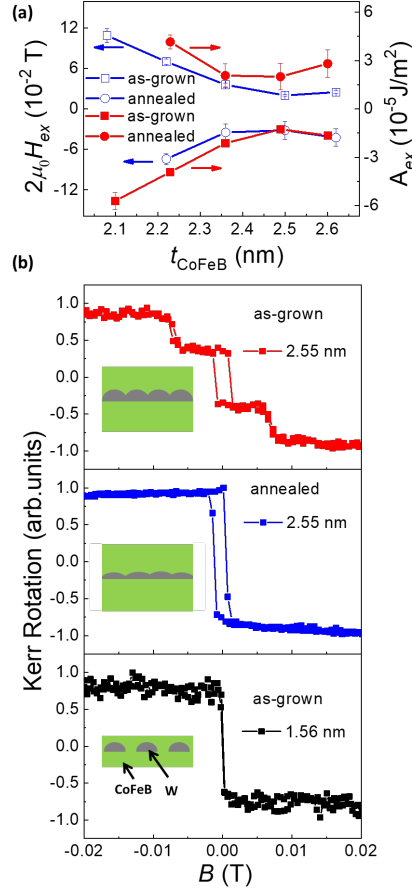 (a)
12
6
0
-6
-12
2μ₀Hₑₓ (10⁻² T)
as-grown
annealed
as-grown
annealed
6
3
0
-3
-6
Aₑₓ (10⁻⁵J/m²)
2.1 2.2 2.3 2.4 2.5 2.6
t_CoFeB (nm)
(b)
Kerr Rotation (arb.units)
1.0
0.5
0.0
-0.5
-1.0
as-grown
2.55 nm
1.0
0.5
0.0
-0.5
-1.0
annealed
2.55 nm
1.0
0.5
0.0
-0.5
-1.0
as-grown
1.56 nm
CoFeB
W
-0.02 -0.01 0.00 0.01 0.02
B (T)